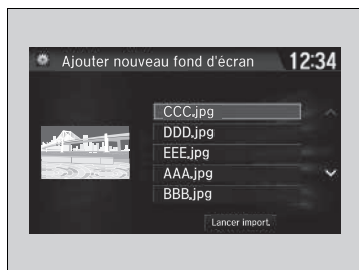 Ajouter nouveau fond d'écran 12:34
CCC.jpg
DDD.jpg
EEE.jpg
AAA.jpg
BBB.jpg
Lancer import.